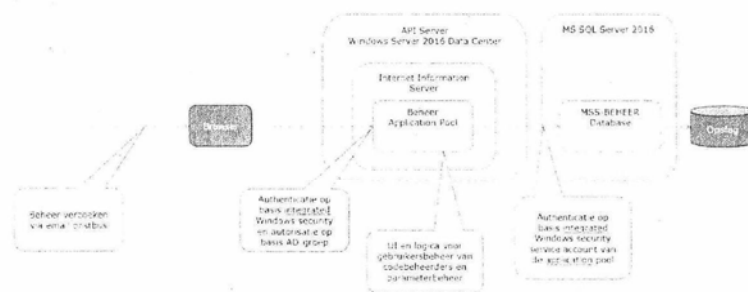 API Server
Windows Server 2016 Data Center
MS SQL Server 2016
Internet Information
Server
Browser
Beheer
Application Pool
MSS-BEHEER
Database
Opslag
Beheer verzoeken
via email postbus
Authenticatie op
basis integrated
Windows security
en autorisatie op
basis AD groep
UI en logica voor
gebruikersbeheer van
codebeheerders en
parameterbeheer
Authenticatie op
basis integrated
Windows security
service account van
de application pool